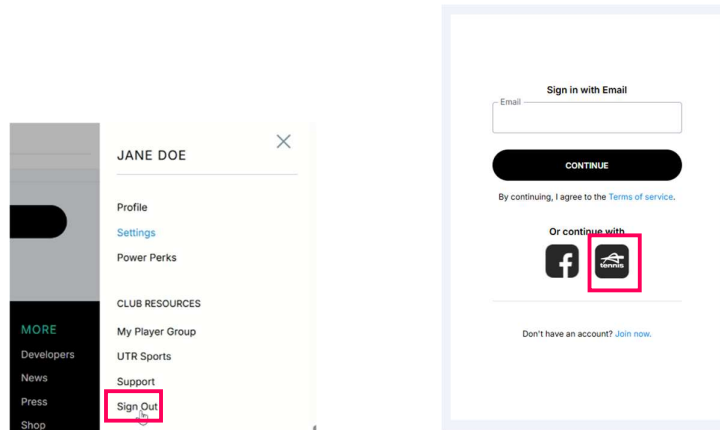 JANE DOE
Profile
Settings
Power Perks
CLUB RESOURCES
My Player Group
UTR Sports
Support
Sign Out
MORE
Developers
News
Press
Shop
Sign in with Email
Email
CONTINUE
By continuing, I agree to the Terms of service.
Or continue with
tennis
Don't have an account? Join now.